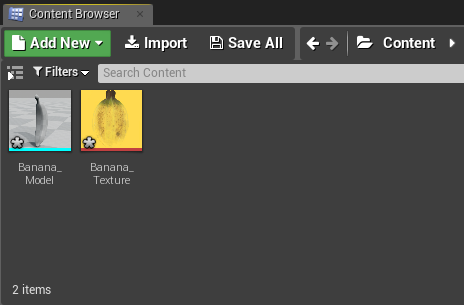 Content Browser
Add New Import Save All Content
Filters Search Content
Banana_
Model
Banana_
Texture
2 items